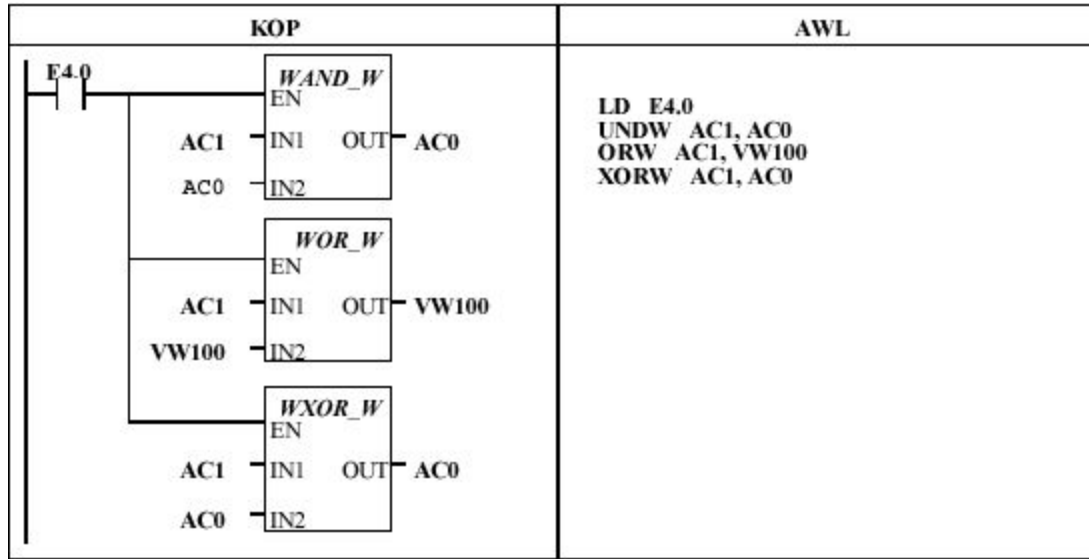 KOP
AWL
E4.0
WAND_W
EN
AC1 IN1 OUT AC0
AC0 IN2
WOR_W
EN
AC1 IN1 OUT VW100
VW100 IN2
WXOR_W
EN
AC1 IN1 OUT AC0
AC0 IN2
LD E4.0
UNDW AC1, AC0
ORW AC1, VW100
XORW AC1, AC0